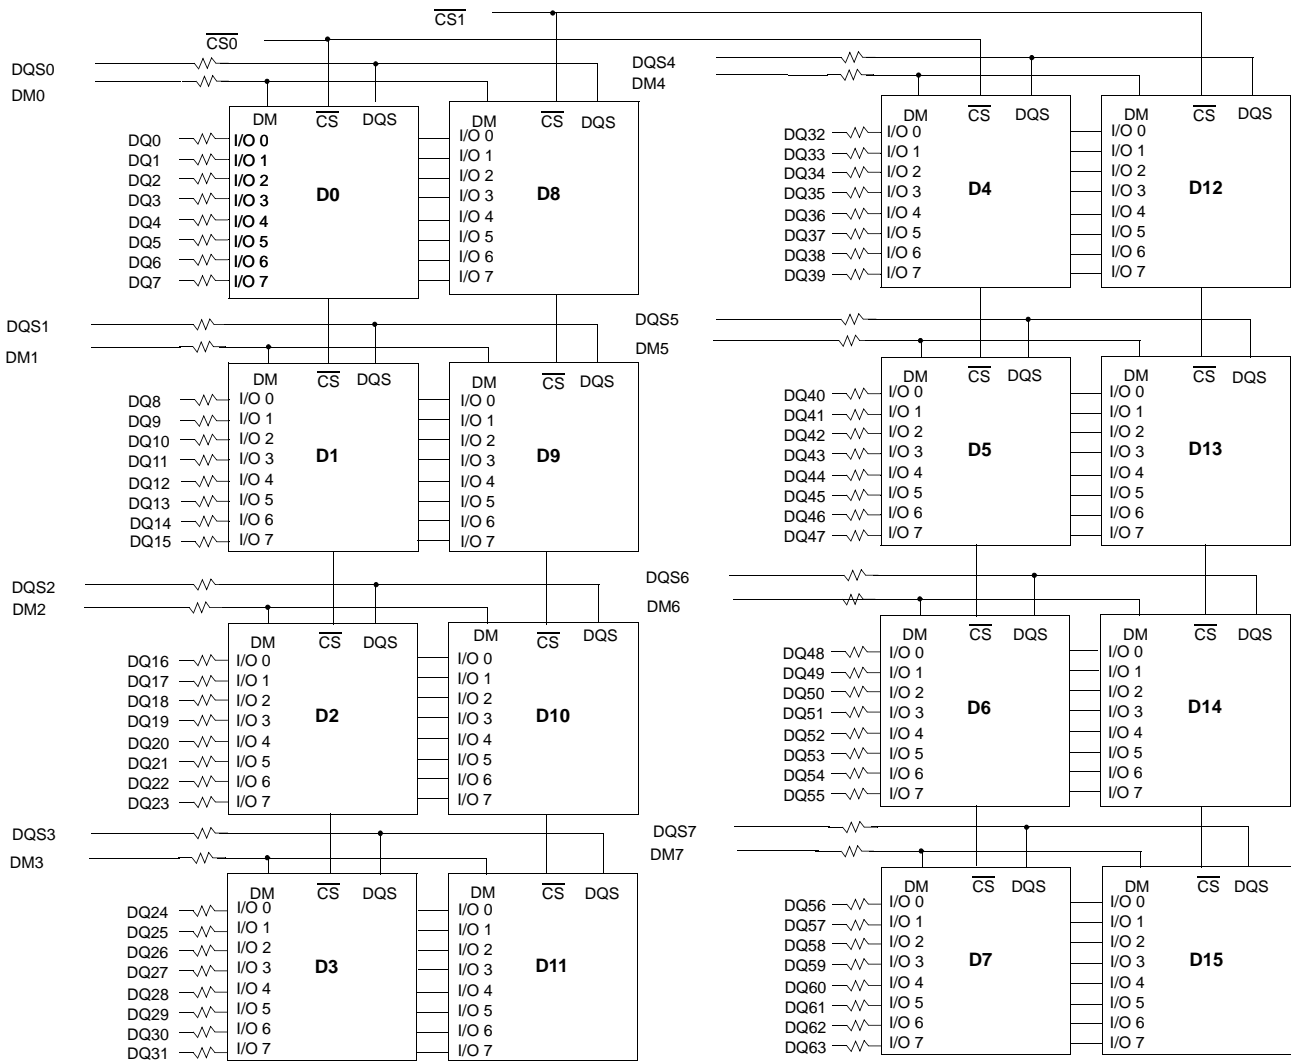 CS1
CS0
DQS0
DM0
DM CS DQS
DM CS DQS
DQ0 I/O 0 I/O 0
DQ1 I/O 1 I/O 1
DQ2 I/O 2 I/O 2
DQ3 I/O 3 I/O 3
DQ4 I/O 4 I/O 4
DQ5 I/O 5 I/O 5
DQ6 I/O 6 I/O 6
DQ7 I/O 7 I/O 7
D0 D8
DQS1
DM1
DM CS DQS
DM CS DQS
DQ8 I/O 0 I/O 0
DQ9 I/O 1 I/O 1
DQ10 I/O 2 I/O 2
DQ11 I/O 3 I/O 3
DQ12 I/O 4 I/O 4
DQ13 I/O 5 I/O 5
DQ14 I/O 6 I/O 6
DQ15 I/O 7 I/O 7
D1 D9
DQS2
DM2
DM CS DQS
DM CS DQS
DQ16 I/O 0 I/O 0
DQ17 I/O 1 I/O 1
DQ18 I/O 2 I/O 2
DQ19 I/O 3 I/O 3
DQ20 I/O 4 I/O 4
DQ21 I/O 5 I/O 5
DQ22 I/O 6 I/O 6
DQ23 I/O 7 I/O 7
D2 D10
DQS3
DM3
DM CS DQS
DM CS DQS
DQ24 I/O 0 I/O 0
DQ25 I/O 1 I/O 1
DQ26 I/O 2 I/O 2
DQ27 I/O 3 I/O 3
DQ28 I/O 4 I/O 4
DQ29 I/O 5 I/O 5
DQ30 I/O 6 I/O 6
DQ31 I/O 7 I/O 7
D3 D11
DQS4
DM4
DM CS DQS
DM CS DQS
DQ32 I/O 0 I/O 0
DQ33 I/O 1 I/O 1
DQ34 I/O 2 I/O 2
DQ35 I/O 3 I/O 3
DQ36 I/O 4 I/O 4
DQ37 I/O 5 I/O 5
DQ38 I/O 6 I/O 6
DQ39 I/O 7 I/O 7
D4 D12
DQS5
DM5
DM CS DQS
DM CS DQS
DQ40 I/O 0 I/O 0
DQ41 I/O 1 I/O 1
DQ42 I/O 2 I/O 2
DQ43 I/O 3 I/O 3
DQ44 I/O 4 I/O 4
DQ45 I/O 5 I/O 5
DQ46 I/O 6 I/O 6
DQ47 I/O 7 I/O 7
D5 D13
DQS6
DM6
DM CS DQS
DM CS DQS
DQ48 I/O 0 I/O 0
DQ49 I/O 1 I/O 1
DQ50 I/O 2 I/O 2
DQ51 I/O 3 I/O 3
DQ52 I/O 4 I/O 4
DQ53 I/O 5 I/O 5
DQ54 I/O 6 I/O 6
DQ55 I/O 7 I/O 7
D6 D14
DQS7
DM7
DM CS DQS
DM CS DQS
DQ56 I/O 0 I/O 0
DQ57 I/O 1 I/O 1
DQ58 I/O 2 I/O 2
DQ59 I/O 3 I/O 3
DQ60 I/O 4 I/O 4
DQ61 I/O 5 I/O 5
DQ62 I/O 6 I/O 6
DQ63 I/O 7 I/O 7
D7 D15